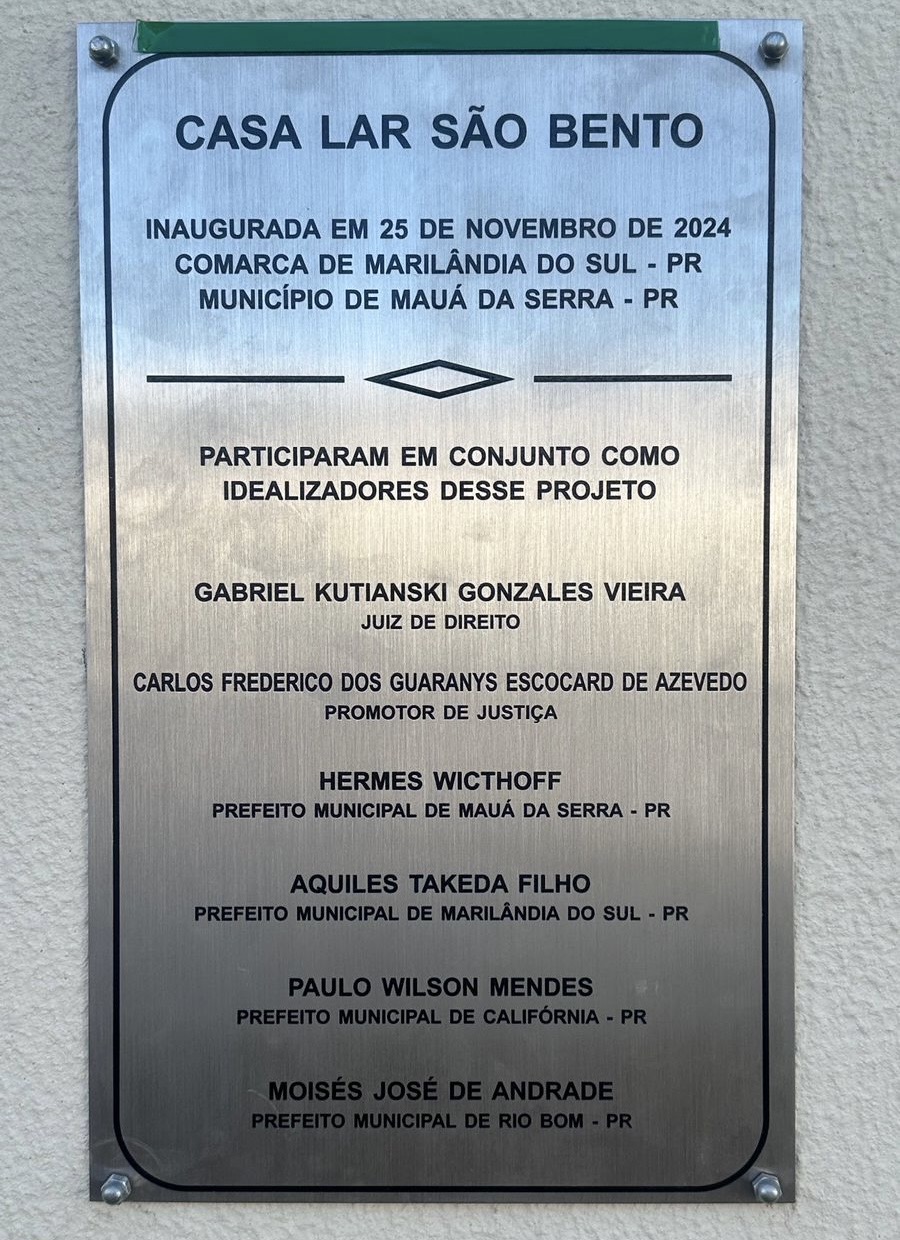 CASA LAR SÃO BENTO
INAUGURADA EM 25 DE NOVEMBRO DE 2024
COMARCA DE MARILÂNDIA DO SUL - PR
MUNICÍPIO DE MAUÁ DA SERRA - PR
PARTICIPARAM EM CONJUNTO COMO
IDEALIZADORES DESSE PROJETO
GABRIEL KUTIANSKI GONZALES VIEIRA
JUIZ DE DIREITO
CARLOS FREDERICO DOS GUARANYS ESCOCARD DE AZEVEDO
PROMOTOR DE JUSTIÇA
HERMES WICTHOFF
PREFEITO MUNICIPAL DE MAUÁ DA SERRA - PR
AQUILES TAKEDA FILHO
PREFEITO MUNICIPAL DE MARILÂNDIA DO SUL - PR
PAULO WILSON MENDES
PREFEITO MUNICIPAL DE CALIFÓRNIA - PR
MOISÉS JOSÉ DE ANDRADE
PREFEITO MUNICIPAL DE RIO BOM - PR